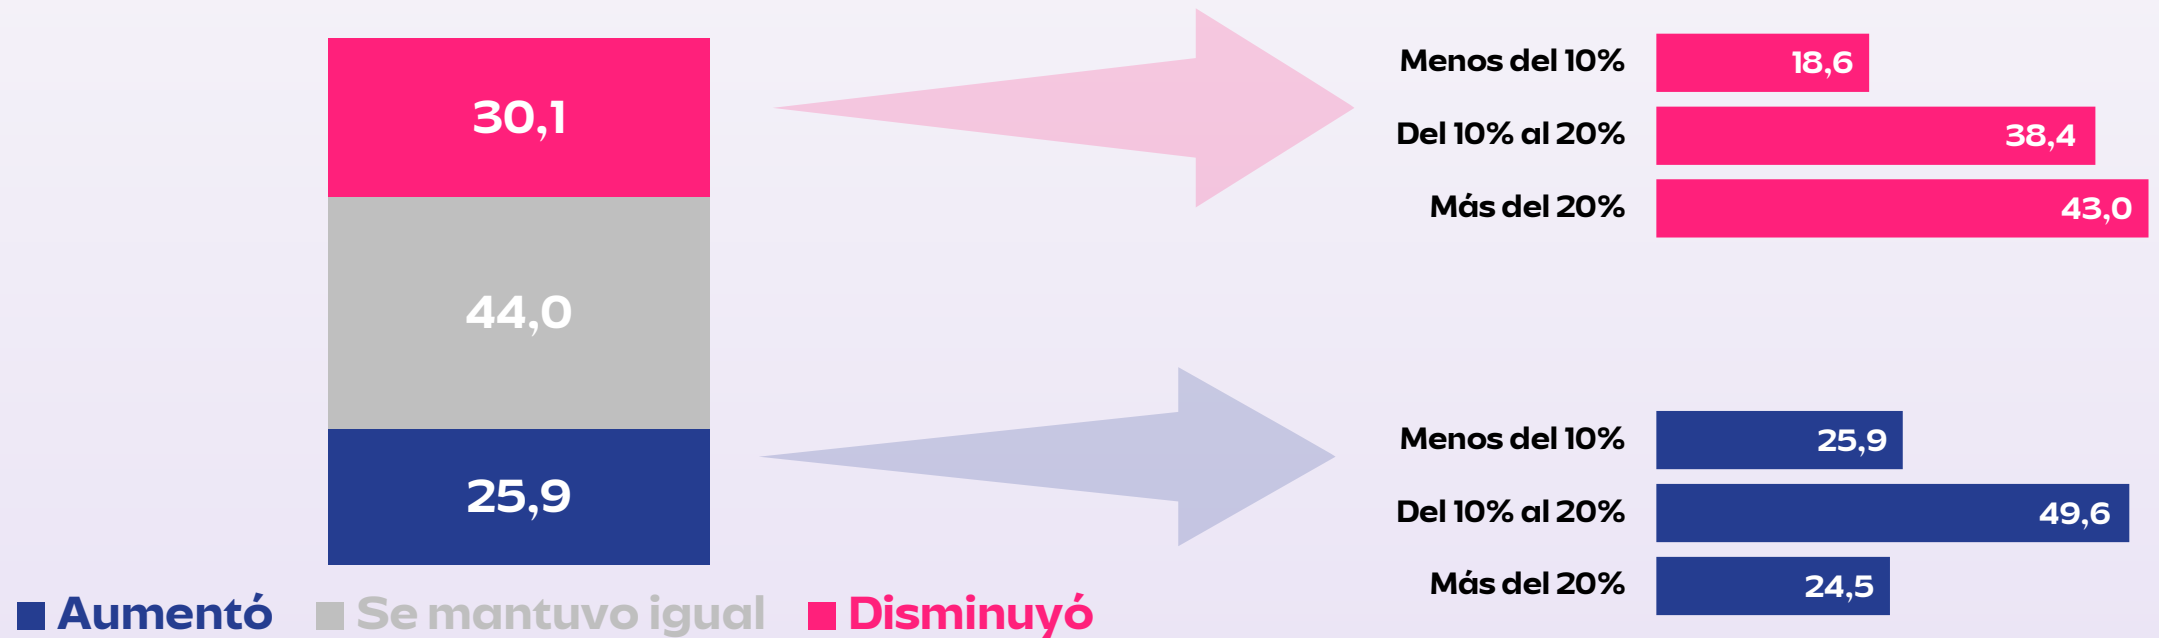 30,1
44,0
25,9
Aumentó Se mantuvo igual Disminuyó
Menos del 10% 18,6
Del 10% al 20% 38,4
Más del 20% 43,0
Menos del 10% 25,9
Del 10% al 20% 49,6
Más del 20% 24,5